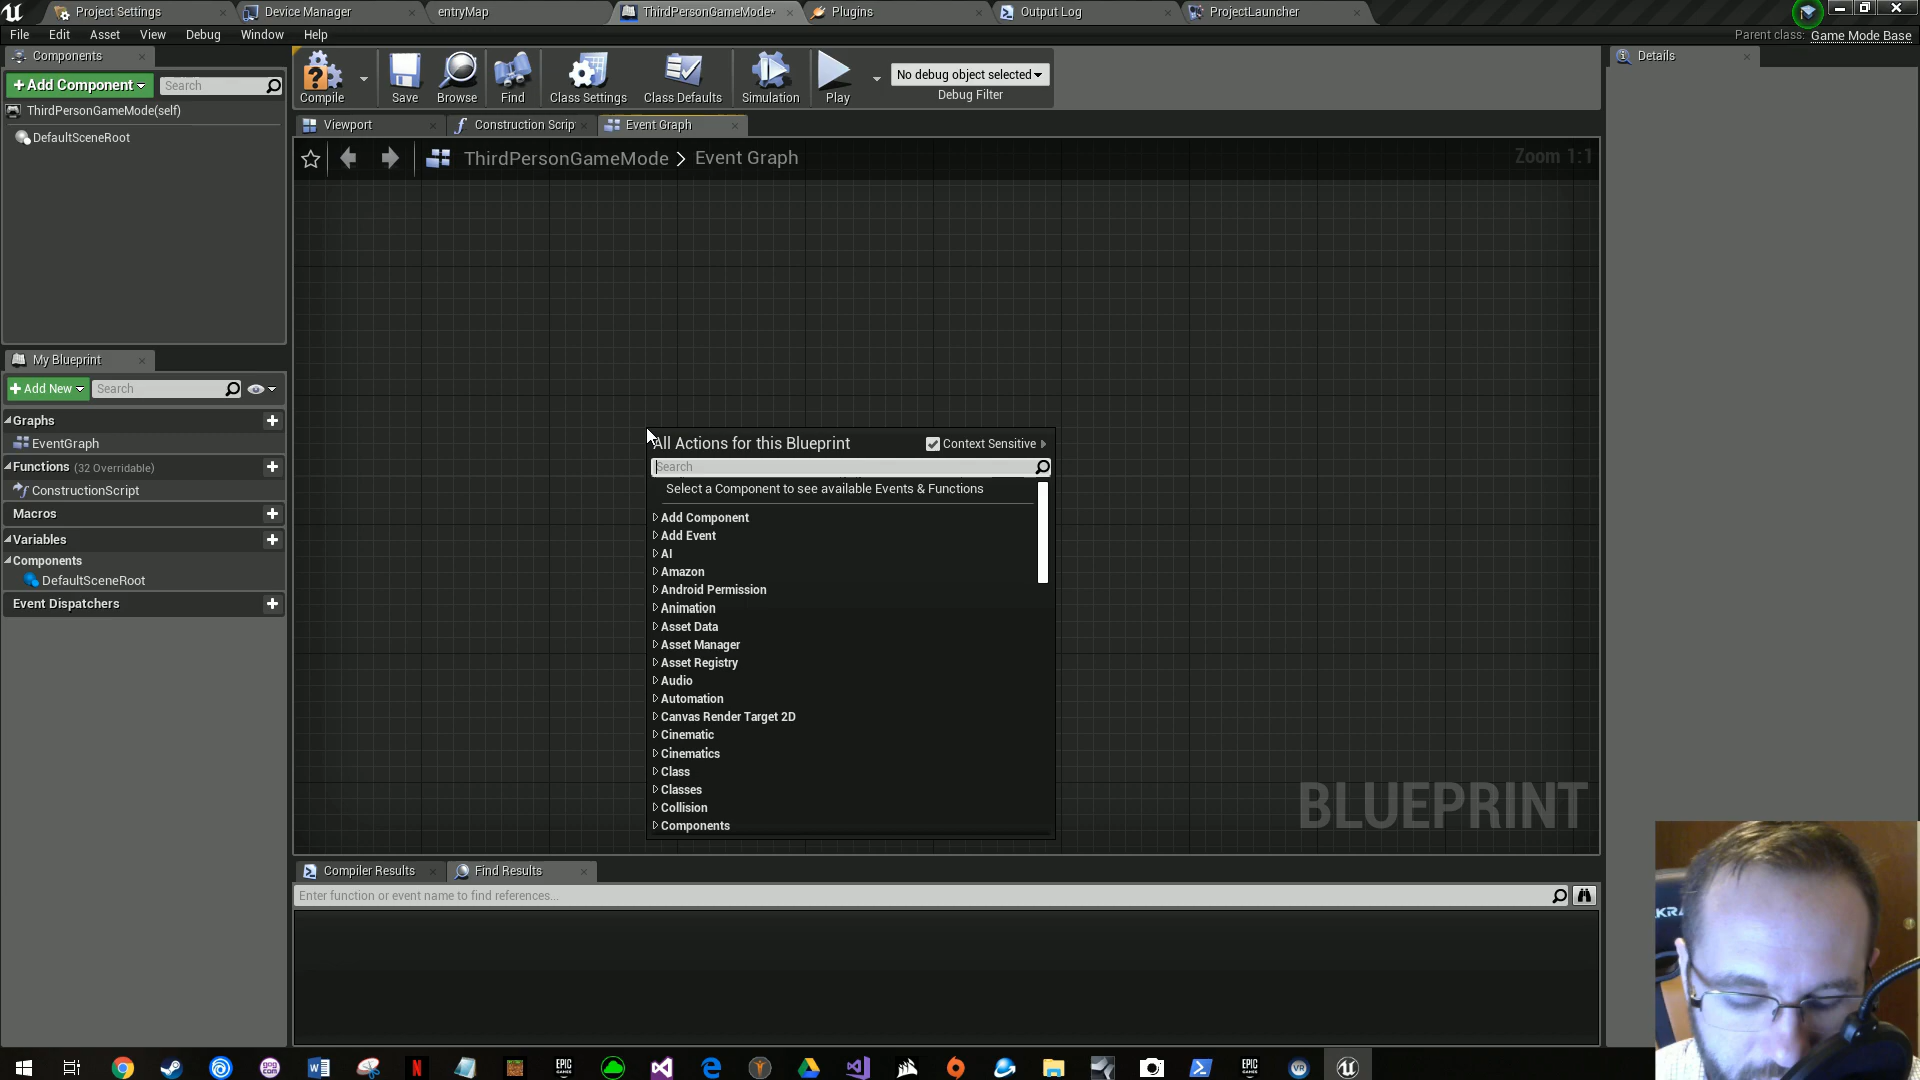 Project Settings
Device Manager
entryMap
ThirdPersonGameMode*
Plugins
Output Log
ProjectLauncher
File Edit Asset View Debug Window Help
Parent class: Game Mode Base
Components
+ Add Component
Search
ThirdPersonGameMode(self)
DefaultSceneRoot
Compile
Save
Browse
Find
Class Settings
Class Defaults
Simulation
Play
No debug object selected
Debug Filter
Details
Viewport
Construction Scrip
Event Graph
ThirdPersonGameMode > Event Graph
Zoom 1:1
My Blueprint
+ Add New
Search
Graphs
EventGraph
Functions (32 Overridable)
ConstructionScript
Macros
Variables
Components
DefaultSceneRoot
Event Dispatchers
All Actions for this Blueprint
Context Sensitive
Search
Select a Component to see available Events & Functions
Add Component
Add Event
AI
Amazon
Android Permission
Animation
Asset Data
Asset Manager
Asset Registry
Audio
Automation
Canvas Render Target 2D
Cinematic
Cinematics
Class
Classes
Collision
Components
BLUEPRINT
Compiler Results
Find Results
Enter function or event name to find references...